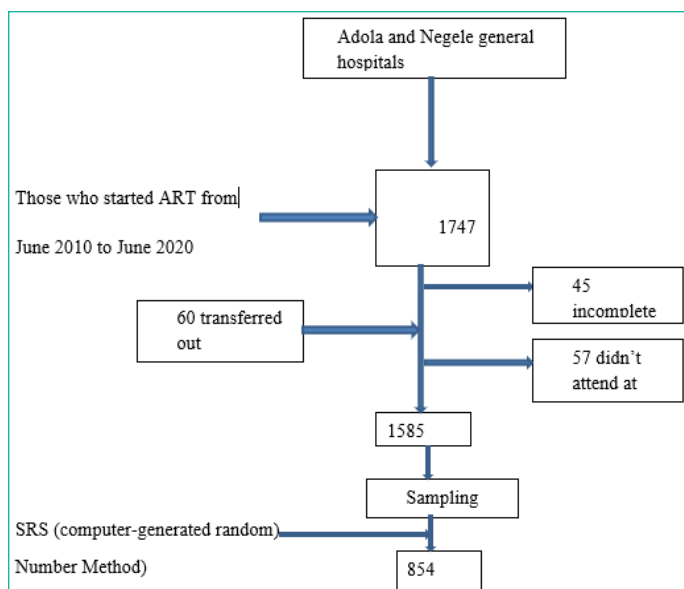 Adola and Negele general
hospitals
Those who started ART from
June 2010 to June 2020
1747
45
incomplete
60 transferred
out
57 didn’t
attend at
1585
Sampling
SRS (computer-generated random)
Number Method)
854